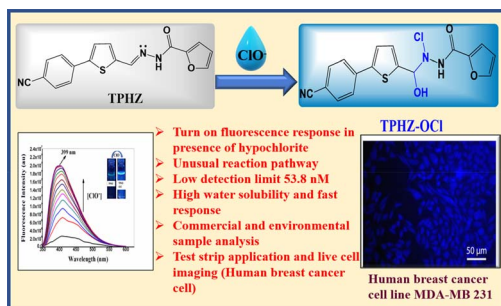 ClO⁻
N
N
H
O
O
S
NC
TPHZ
Cl
N
NH
O
O
S
OH
NC
TPHZ-OCl
399 nm
[ClO⁻]
Fluorescence Intensity (au)
Wavelength (nm)
Turn on fluorescence response in
presence of hypochlorite
Unusual reaction pathway
Low detection limit 53.8 nM
High water solubility and fast
response
Commercial and environmental
sample analysis
Test strip application and live cell
imaging (Human breast cancer
cell)
50 µm
Human breast cancer
cell line MDA-MB 231